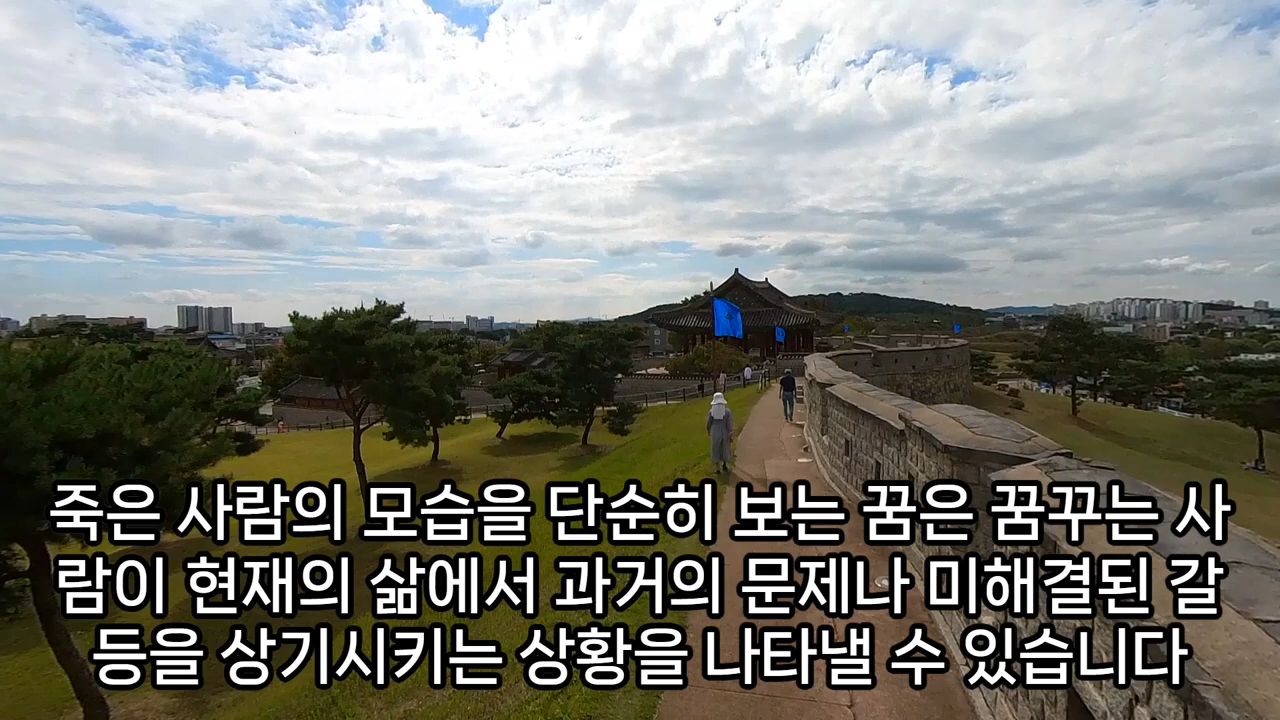 죽은 사람의 모습을 단순히 보는 꿈은 꿈꾸는 사
람이 현재의 삶에서 과거의 문제나 미해결된 갈
등을 상기시키는 상황을 나타낼 수 있습니다